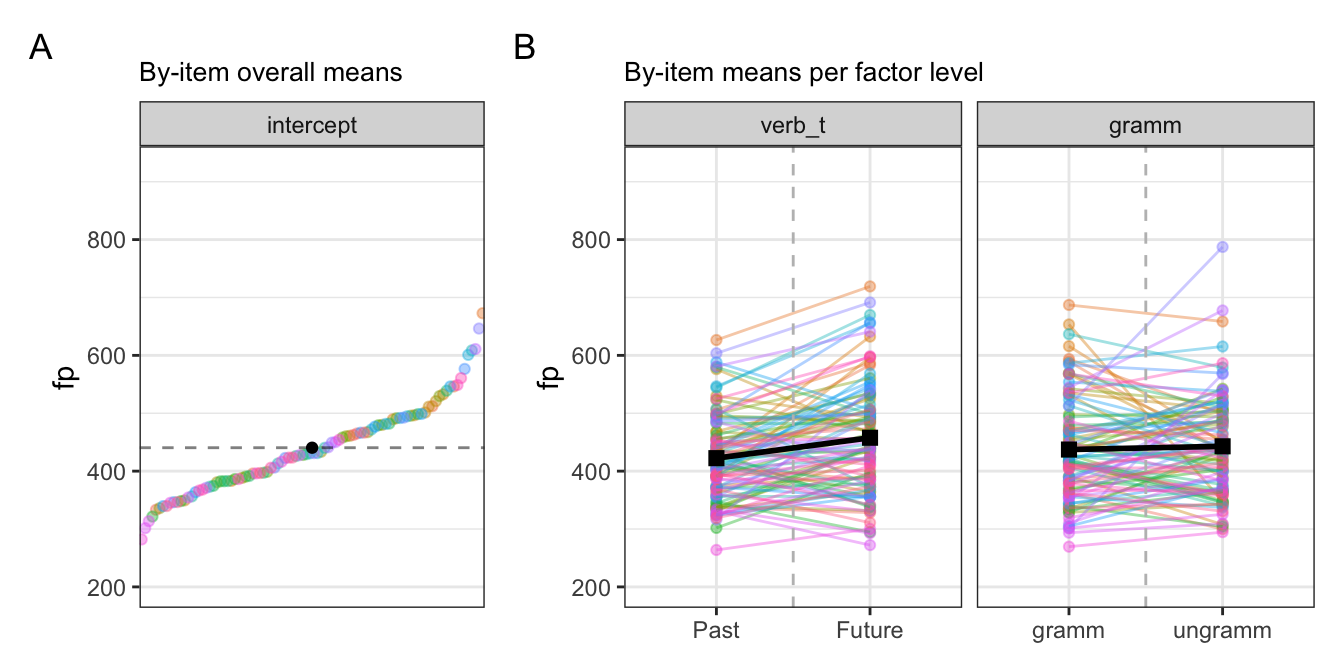 A
By-item overall means
intercept
fp
800
600
400
200
B
By-item means per factor level
verb_t
gramm
fp
800
600
400
200
Past
Future
gramm
ungramm